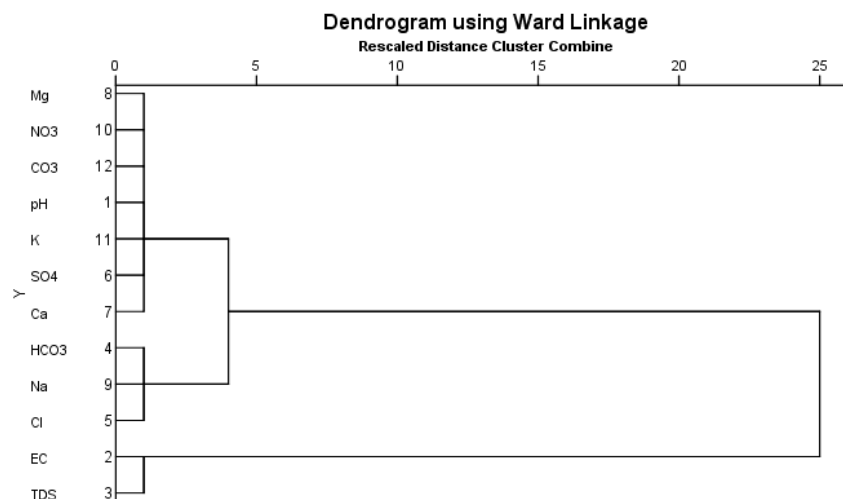 Dendrogram using Ward Linkage
Rescaled Distance Cluster Combine
0 5 10 15 20 25
Mg 8
NO3 10
CO3 12
pH 1
K 11
SO4 6
Y
Ca 7
HCO3 4
Na 9
Cl 5
EC 2
TDS 3